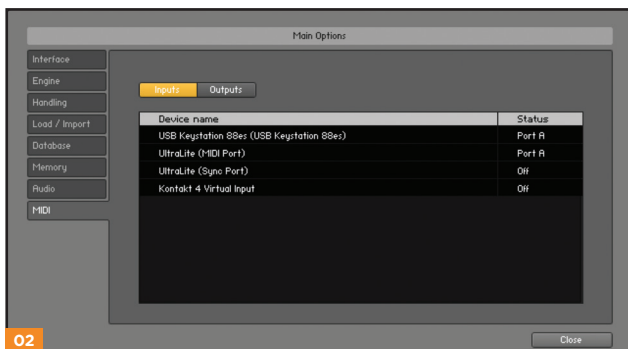 Main Options
Interface
Engine
Handling
Load / Import
Database
Memory
Audio
MIDI
Inputs Outputs
Device name Status
USB Keystation 88es (USB Keystation 88es) Port A
UltraLite (MIDI Port) Port A
UltraLite (Sync Port) Off
Kontakt 4 Virtual Input Off
02
Close